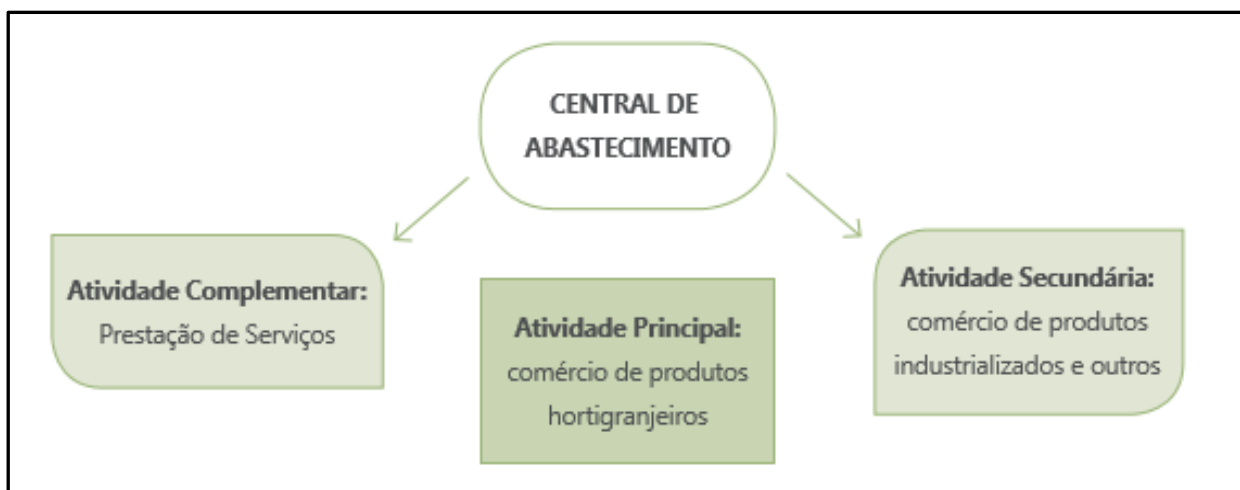 CENTRAL DE
ABASTECIMENTO
Atividade Complementar:
Prestação de Serviços
Atividade Principal:
comércio de produtos
hortigranjeiros
Atividade Secundária:
comércio de produtos
industrializados e outros